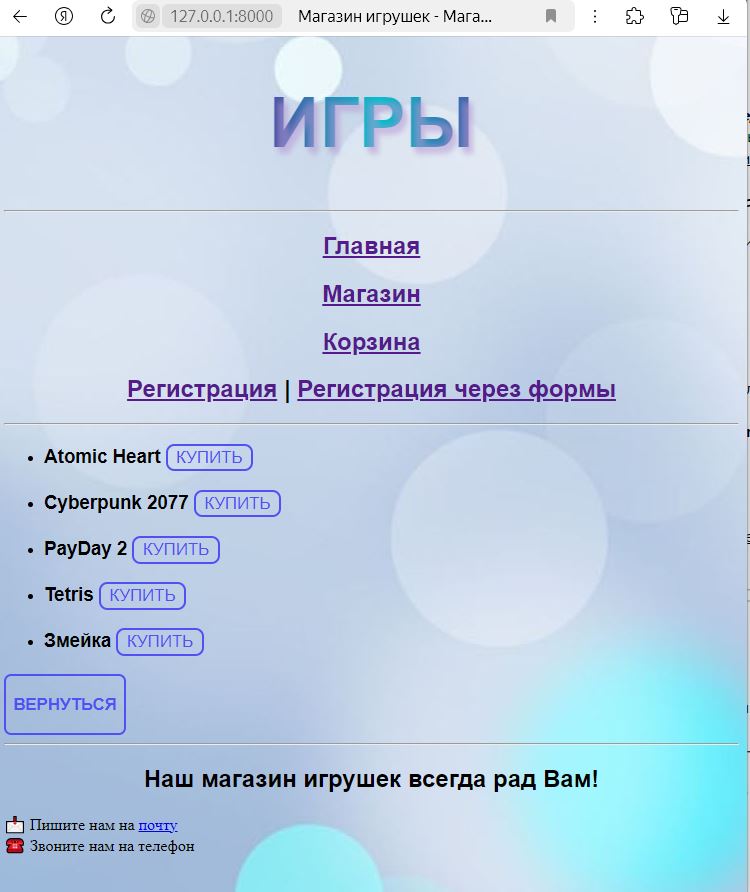 Я 127.0.0.1:8000 Магазин игрушек - Мага...
ИГРЫ
Главная
Магазин
Корзина
Регистрация | Регистрация через формы
Atomic Heart КУПИТЬ
Cyberpunk 2077 КУПИТЬ
PayDay 2 КУПИТЬ
Tetris КУПИТЬ
Змейка КУПИТЬ
ВЕРНУТЬСЯ
Наш магазин игрушек всегда рад Вам!
Пишите нам на почту
Звоните нам на телефон